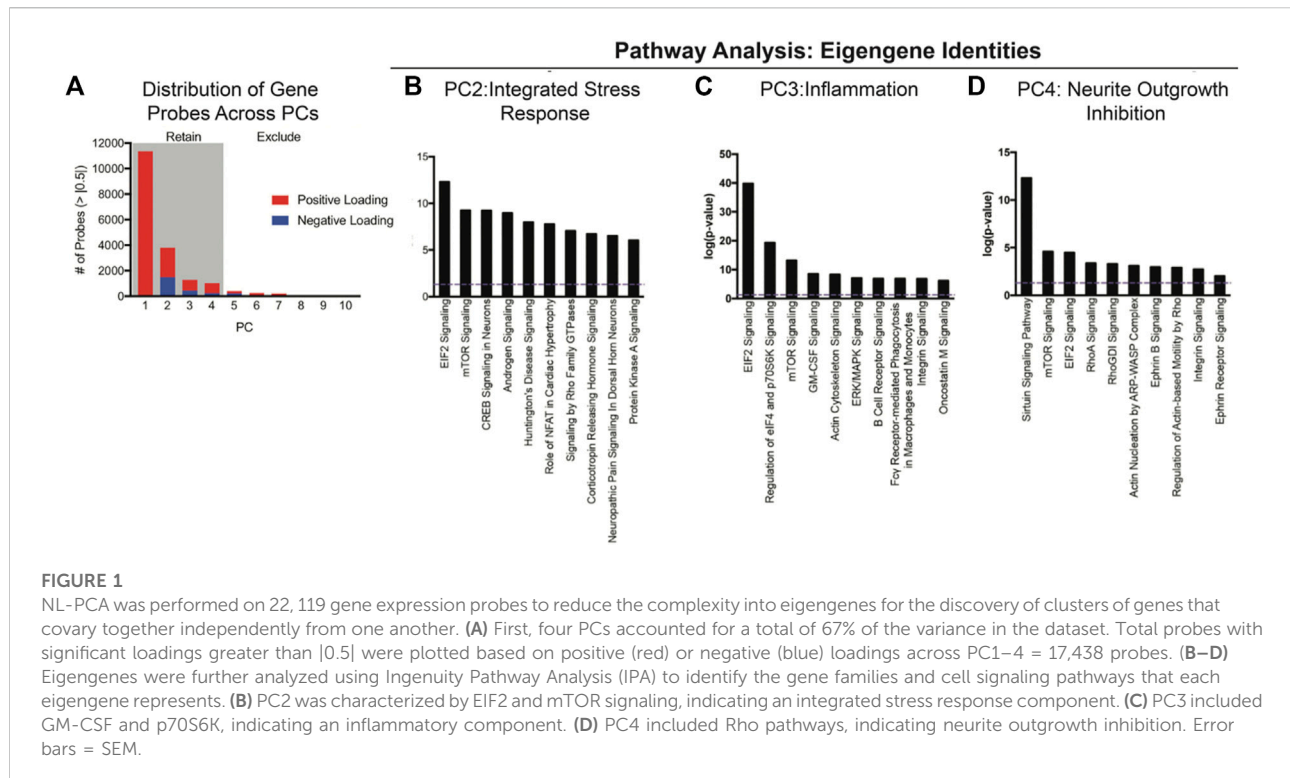 Pathway Analysis: Eigengene Identities
A
Distribution of Gene
Probes Across PCs
Retain
Exclude
12000
10000
8000
6000
4000
2000
0
# of Probes (> |0.5|)
Positive Loading
Negative Loading
1 2 3 4 5 6 7 8 9 10
PC
B
PC2:Integrated Stress
Response
15
10
5
0
EIF2 Signaling
mTOR Signaling
CREB Signaling in Neurons
Androgen Signaling
Huntington's Disease Signaling
Role of NFAT in Cardiac Hypertrophy
Signaling by Rho Family GTPases
Corticotropin Releasing Hormone Signaling
Neuropathic Pain Signaling In Dorsal Horn Neurons
Protein Kinase A Signaling
C
PC3:Inflammation
50
40
30
20
10
0
log(p-value)
EIF2 Signaling
Regulation of eIF4 and p70S6K Signaling
mTOR Signaling
GM-CSF Signaling
Actin Cytoskeleton Signaling
ERK/MAPK Signaling
B Cell Receptor Signaling
Fcγ Receptor-mediated Phagocytosis
in Macrophages and Monocytes
Integrin Signaling
Oncostatin M Signaling
D
PC4: Neurite Outgrowth
Inhibition
15
10
5
0
log(p-value)
Sirtuin Signaling Pathway
mTOR Signaling
EIF2 Signaling
RhoA Signaling
RhoGDI Signaling
Actin Nucleation by ARP-WASP Complex
Ephrin B Signaling
Regulation of Actin-based Motility by Rho
Integrin Signaling
Ephrin Receptor Signaling
FIGURE 1
NL-PCA was performed on 22, 119 gene expression probes to reduce the complexity into eigengenes for the discovery of clusters of genes that
covary together independently from one another. (A) First, four PCs accounted for a total of 67% of the variance in the dataset. Total probes with
significant loadings greater than |0.5| were plotted based on positive (red) or negative (blue) loadings across PC1–4 = 17,438 probes. (B–D)
Eigengenes were further analyzed using Ingenuity Pathway Analysis (IPA) to identify the gene families and cell signaling pathways that each
eigengene represents. (B) PC2 was characterized by EIF2 and mTOR signaling, indicating an integrated stress response component. (C) PC3 included
GM-CSF and p70S6K, indicating an inflammatory component. (D) PC4 included Rho pathways, indicating neurite outgrowth inhibition. Error
bars = SEM.